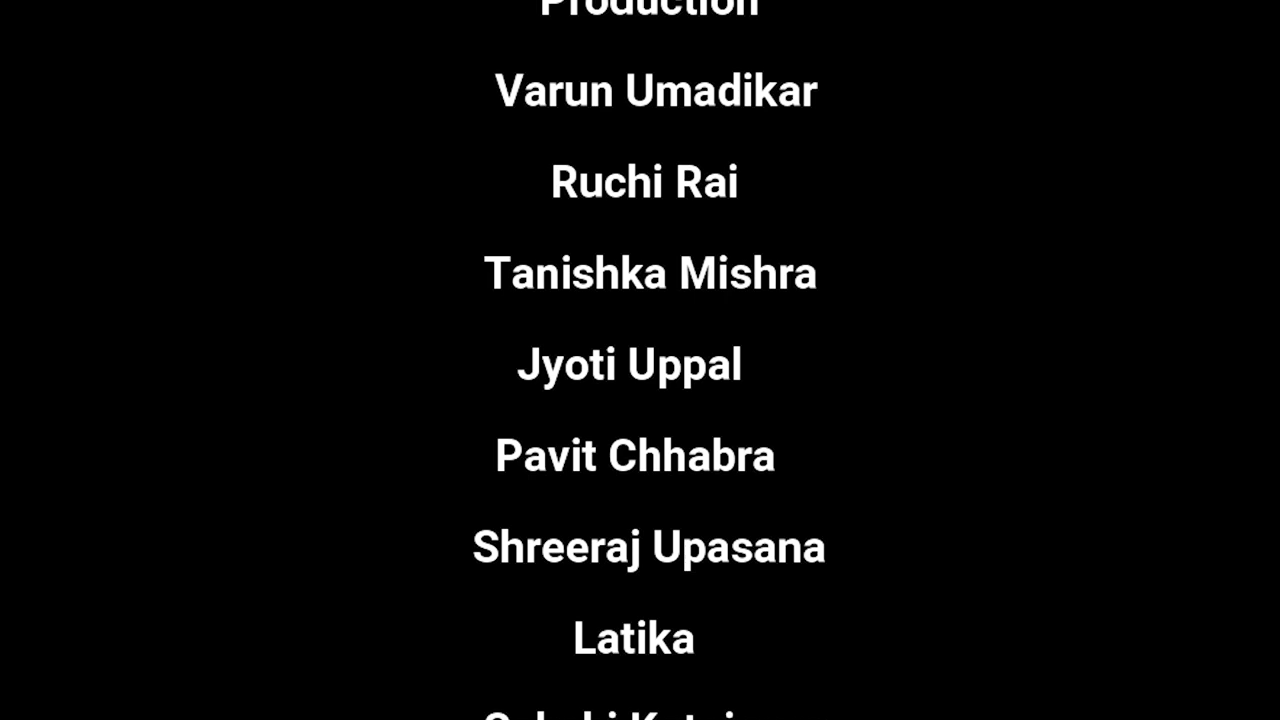 Production
Varun Umadikar
Ruchi Rai
Tanishka Mishra
Jyoti Uppal
Pavit Chhabra
Shreeraj Upasana
Latika